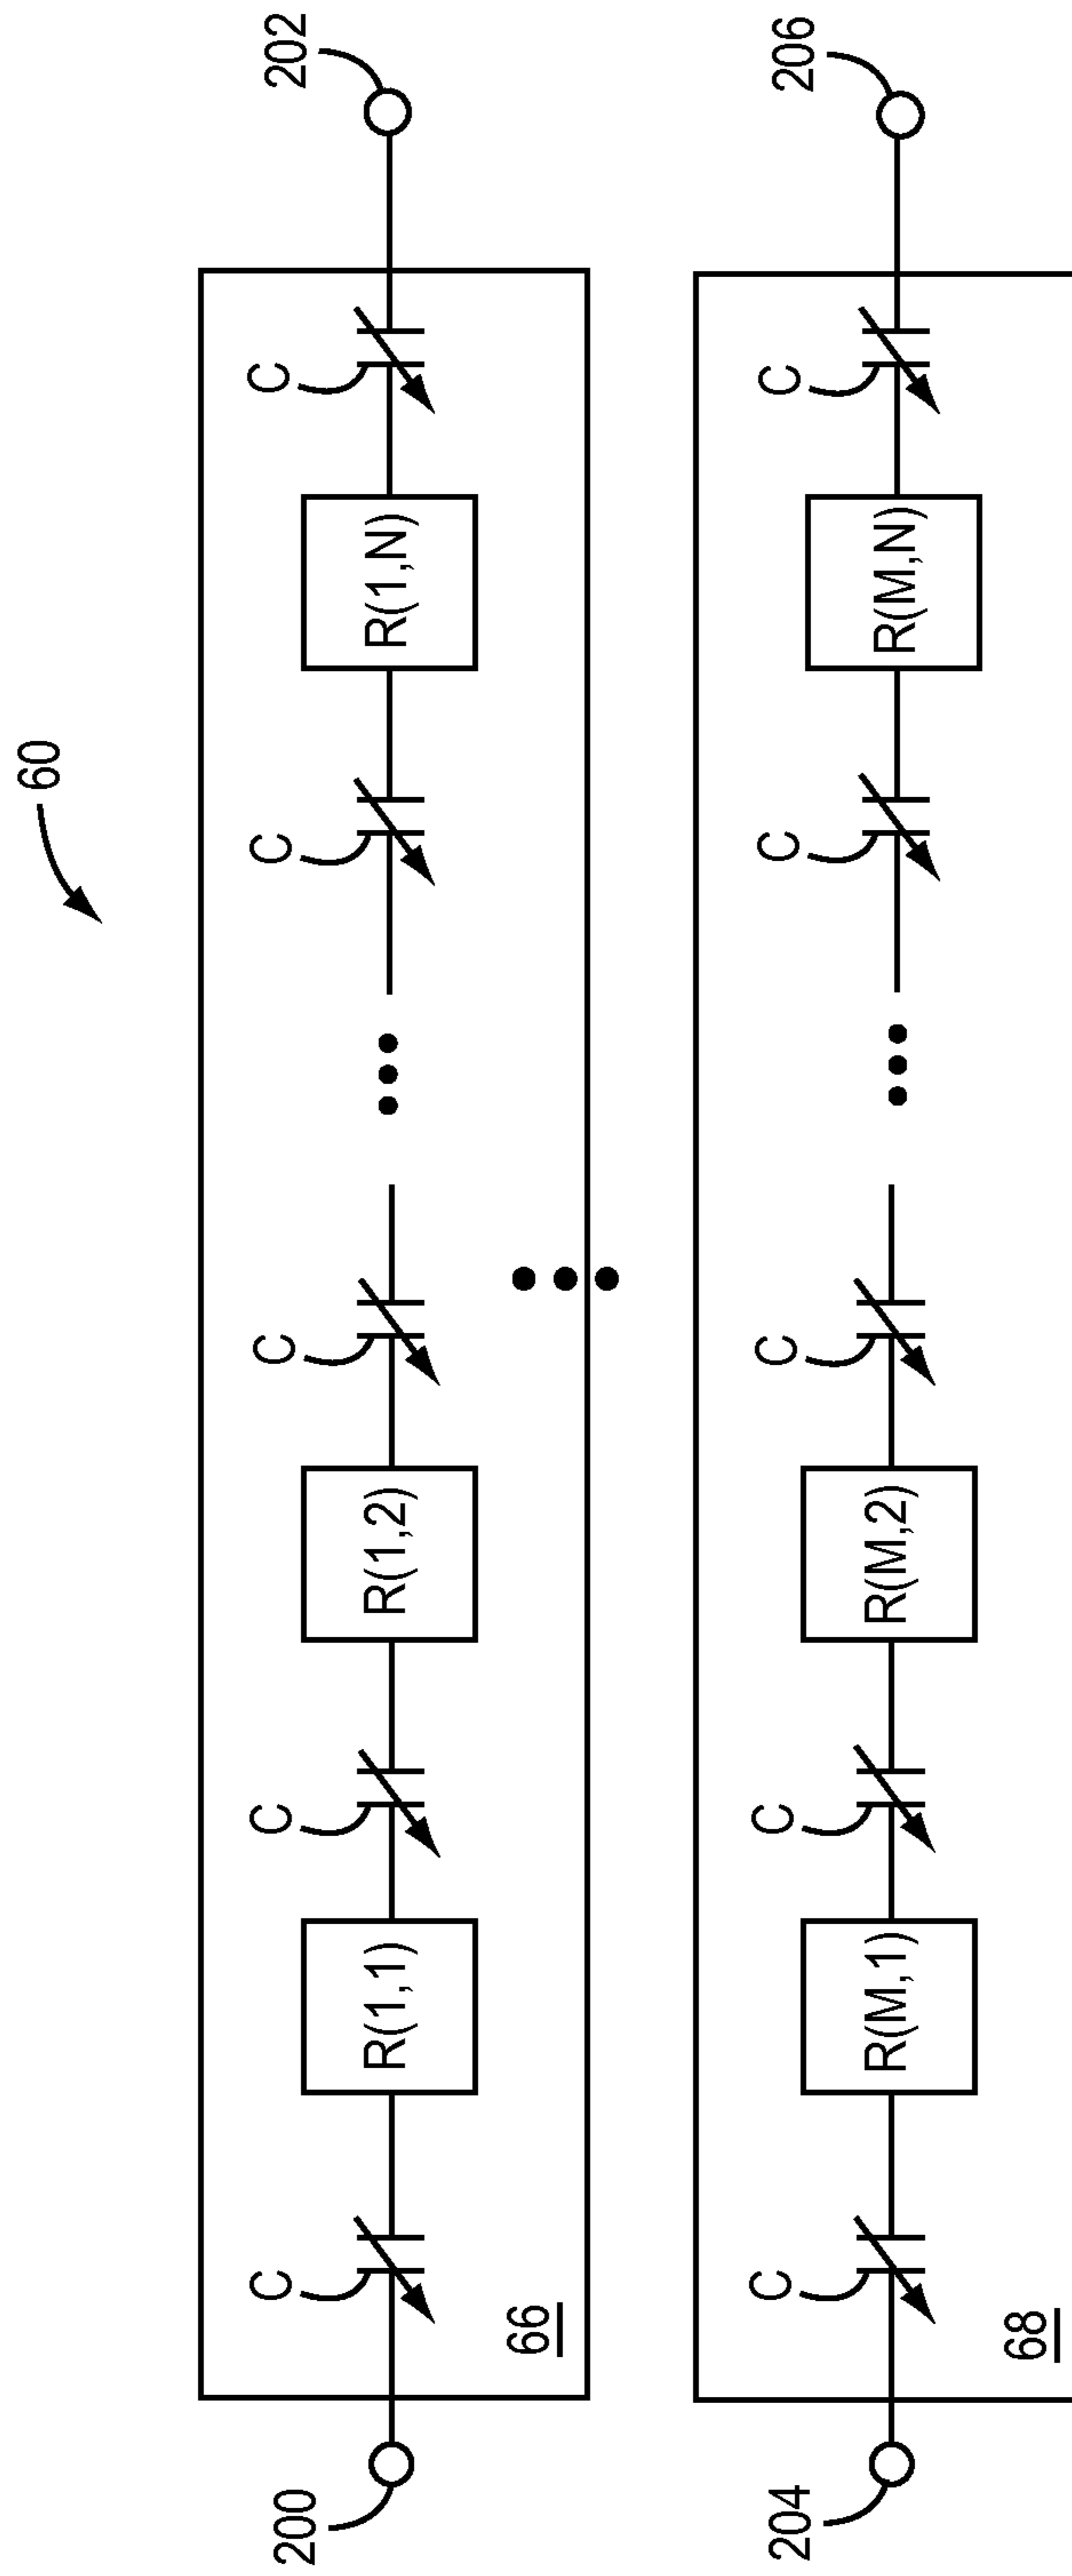 60
C
C
C
C
C
200
R(1,1)
R(1,2)
R(1,N)
202
66
C
C
C
C
C
204
R(M,1)
R(M,2)
R(M,N)
206
68